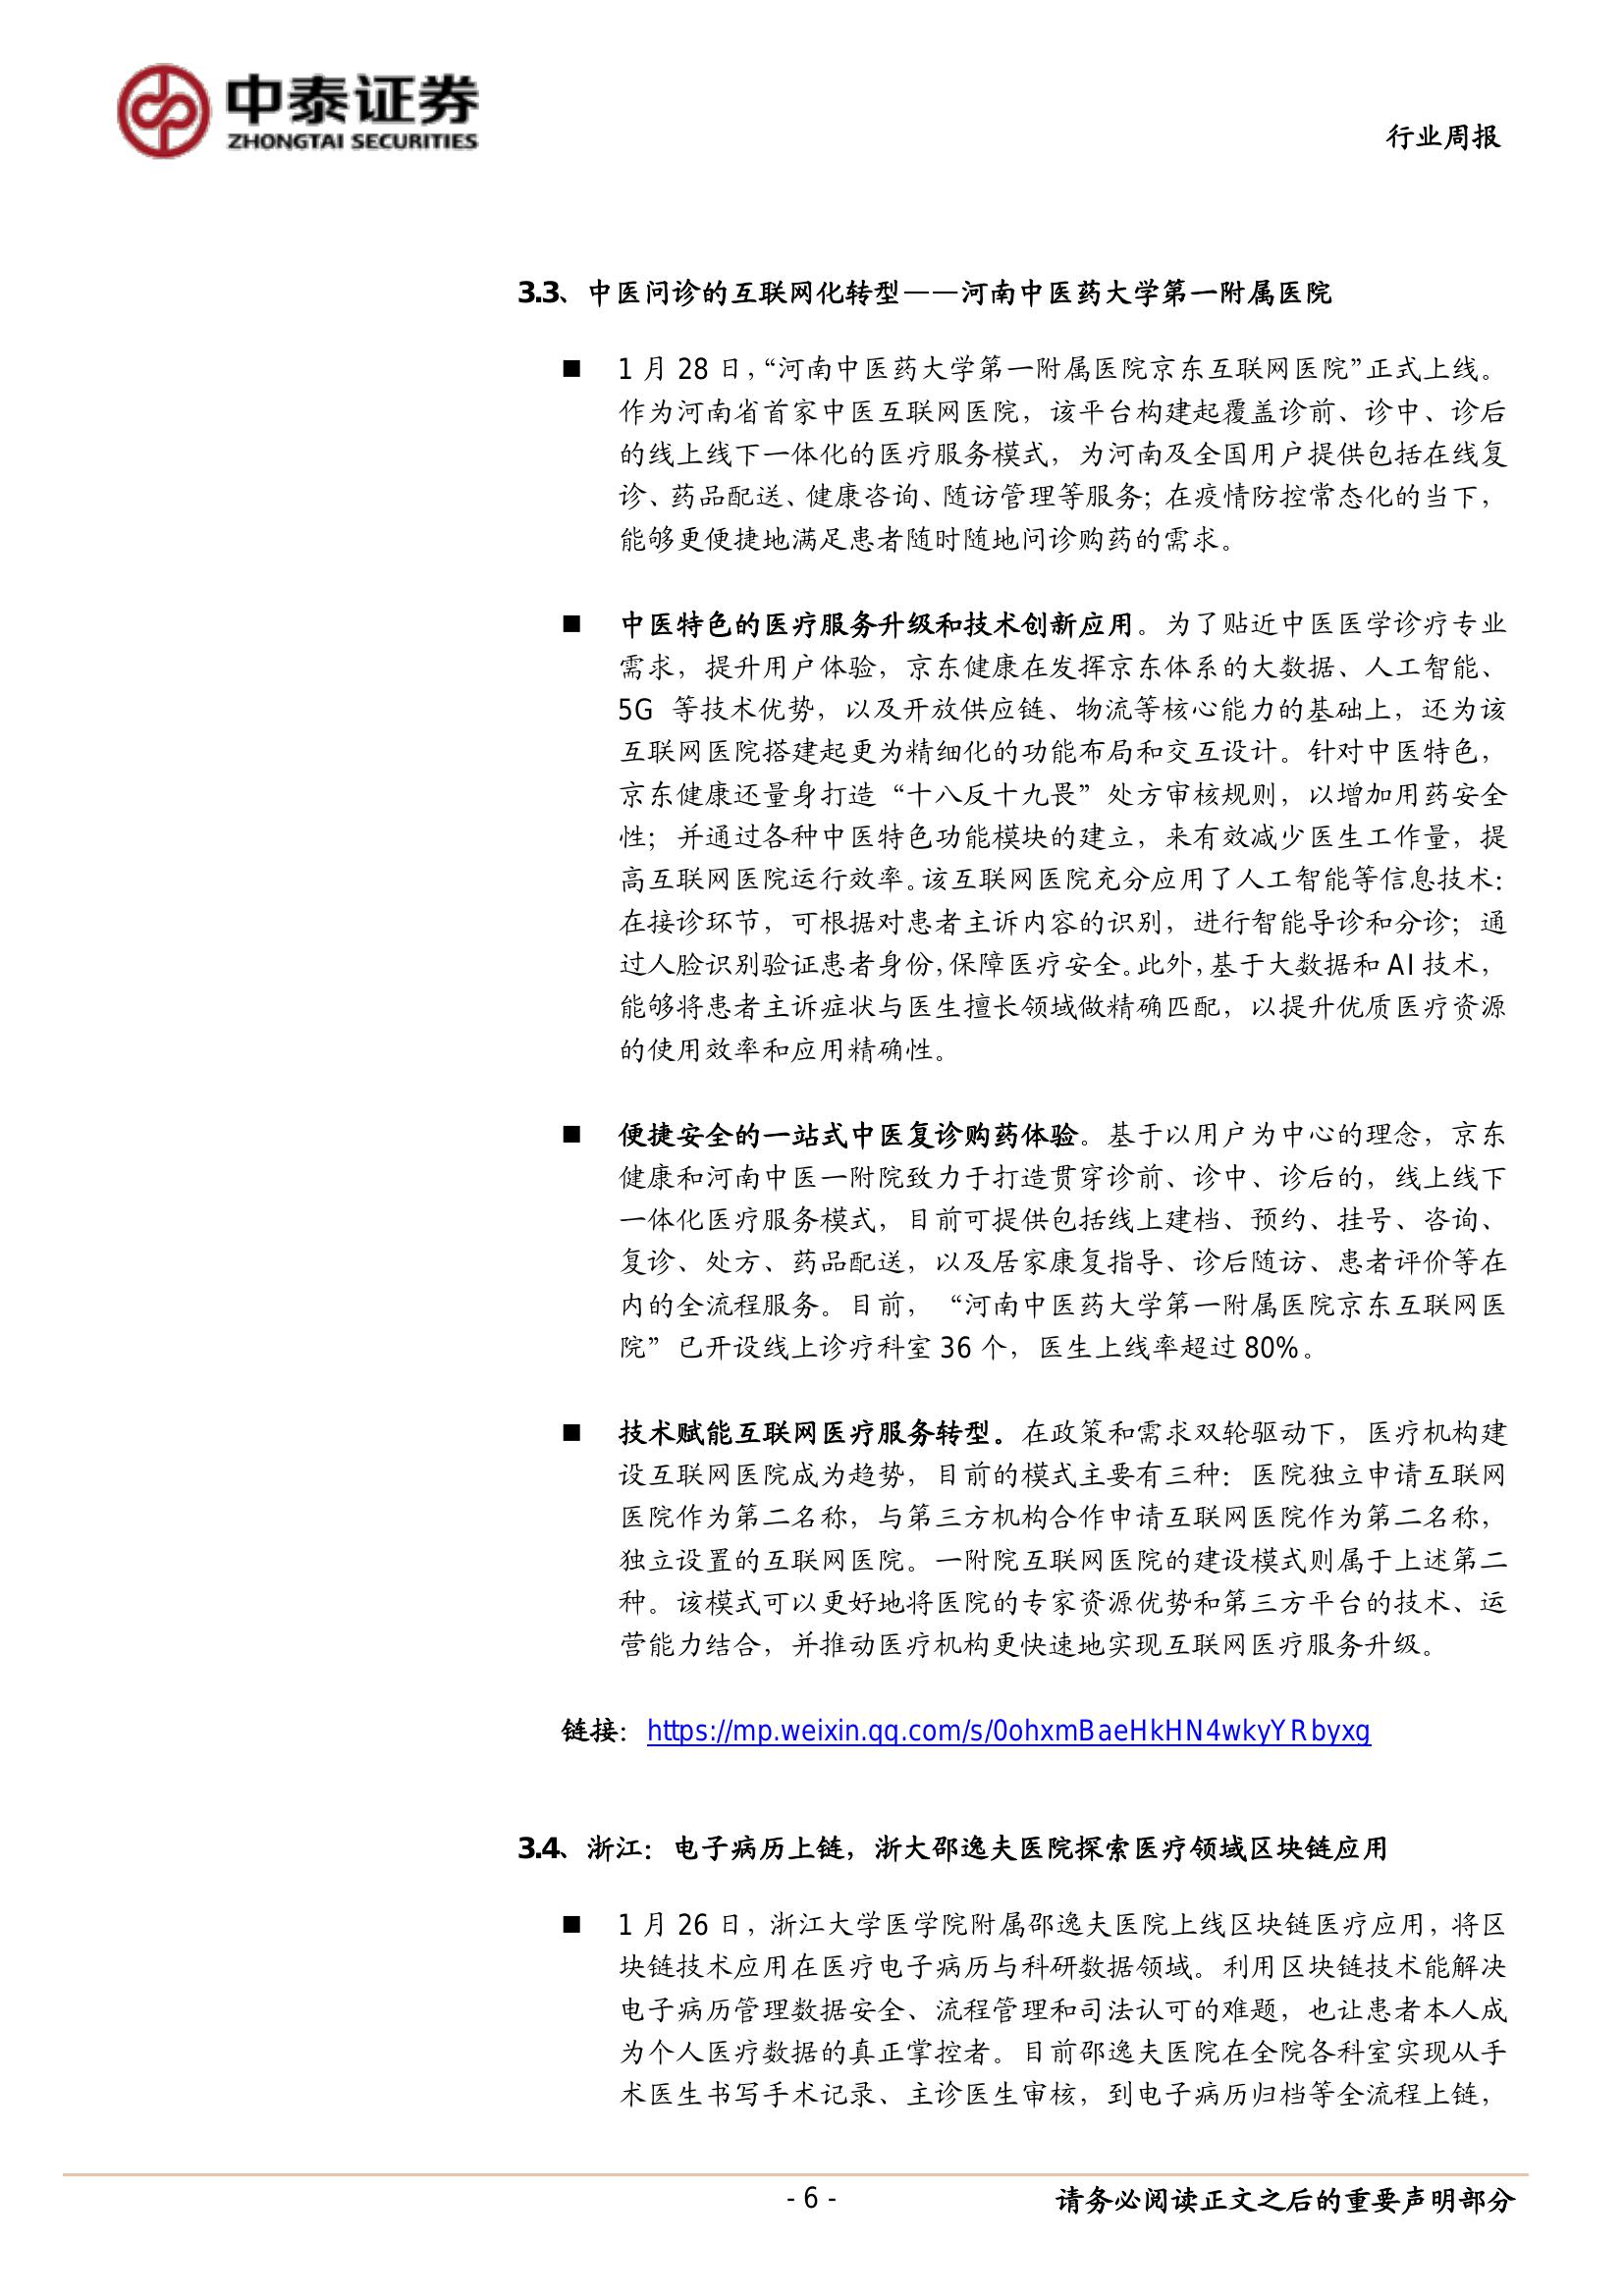 中泰证券
ZHONGTAI SECURITIES
行业周报
3.3、中医问诊的互联网化转型——河南中医药大学第一附属医院
■ 1 月 28 日，“河南中医药大学第一附属医院京东互联网医院”正式上线。
作为河南省首家中医互联网医院，该平台构建起覆盖诊前、诊中、诊后
的线上线下一体化的医疗服务模式，为河南及全国用户提供包括在线复
诊、药品配送、健康咨询、随访管理等服务；在疫情防控常态化的当下，
能够更便捷地满足患者随时随地问诊购药的需求。
■ 中医特色的医疗服务升级和技术创新应用。为了贴近中医医学诊疗专业
需求，提升用户体验，京东健康在发挥京东体系的大数据、人工智能、
5G 等技术优势，以及开放供应链、物流等核心能力的基础上，还为该
互联网医院搭建起更为精细化的功能布局和交互设计。针对中医特色，
京东健康还量身打造“十八反十九畏”处方审核规则，以增加用药安全
性；并通过各种中医特色功能模块的建立，来有效减少医生工作量，提
高互联网医院运行效率。该互联网医院充分应用了人工智能等信息技术：
在接诊环节，可根据对患者主诉内容的识别，进行智能导诊和分诊；通
过人脸识别验证患者身份，保障医疗安全。此外，基于大数据和 AI 技术，
能够将患者主诉症状与医生擅长领域做精确匹配，以提升优质医疗资源
的使用效率和应用精确性。
■ 便捷安全的一站式中医复诊购药体验。基于以用户为中心的理念，京东
健康和河南中医一附院致力于打造贯穿诊前、诊中、诊后的，线上线下
一体化医疗服务模式，目前可提供包括线上建档、预约、挂号、咨询、
复诊、处方、药品配送，以及居家康复指导、诊后随访、患者评价等在
内的全流程服务。目前，“河南中医药大学第一附属医院京东互联网医
院”已开设线上诊疗科室 36 个，医生上线率超过 80%。
■ 技术赋能互联网医疗服务转型。在政策和需求双轮驱动下，医疗机构建
设互联网医院成为趋势，目前的模式主要有三种：医院独立申请互联网
医院作为第二名称，与第三方机构合作申请互联网医院作为第二名称，
独立设置的互联网医院。一附院互联网医院的建设模式则属于上述第二
种。该模式可以更好地将医院的专家资源优势和第三方平台的技术、运
营能力结合，并推动医疗机构更快速地实现互联网医疗服务升级。
链接：https://mp.weixin.qq.com/s/0ohxmBaeHkHN4wkyYRbyxg
3.4、浙江：电子病历上链，浙大邵逸夫医院探索医疗领域区块链应用
■ 1 月 26 日，浙江大学医学院附属邵逸夫医院上线区块链医疗应用，将区
块链技术应用在医疗电子病历与科研数据领域。利用区块链技术能解决
电子病历管理数据安全、流程管理和司法认可的难题，也让患者本人成
为个人医疗数据的真正掌控者。目前邵逸夫医院在全院各科室实现从手
术医生书写手术记录、主诊医生审核，到电子病历归档等全流程上链，
- 6 -
请务必阅读正文之后的重要声明部分